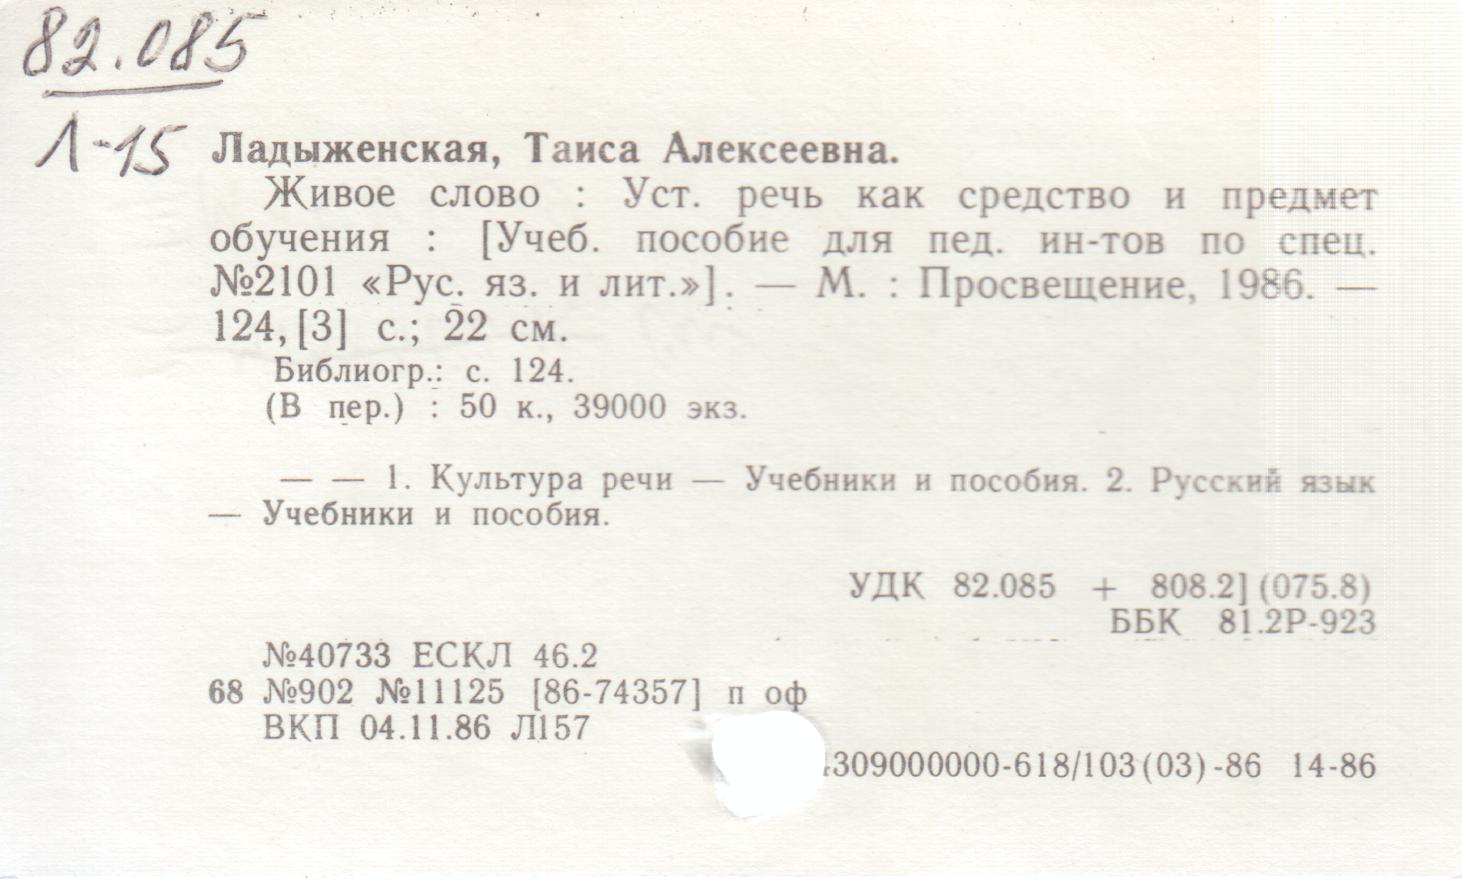 82.085
Л-15
Ладыженская, Таиса Алексеевна.
Живое слово : Уст. речь как средство и предмет
обучения : [Учеб. пособие для пед. ин-тов по спец.
№2101 «Рус. яз. и лит.»]. — М. : Просвещение, 1986. —
124, [3] с.; 22 см.
Библиогр.: с. 124.
(В пер.) : 50 к., 39000 экз.
— — 1. Культура речи — Учебники и пособия. 2. Русский язык
— Учебники и пособия.
УДК 82.085 + 808.2] (075.8)
ББК 81.2Р-923
№40733 ЕСКЛ 46.2
68 №902 №11125 [86-74357] п оф
ВКП 04.11.86 Л157
309000000-618/103(03)-86 14-86